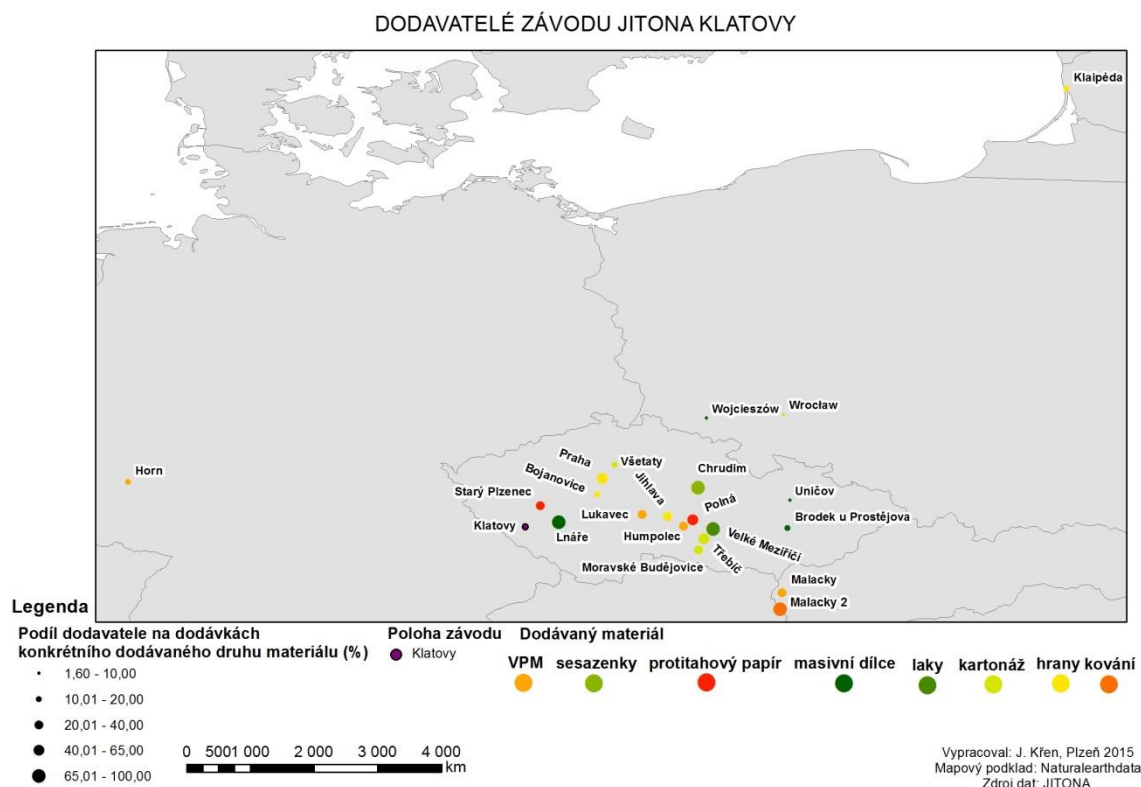 DODAVATELÉ ZÁVODU JITONA KLATOVY
Klaipéda
Wojcieszów
Wrocław
Horn
Praha
Všetaty
Bojanovice
Jihlava
Chrudim
Starý Plzenec
Polná
Uničov
Lukavec
Brodek u Prostějova
Klatovy
Lnáře
Humpolec
Velké Meziříčí
Třebíč
Moravské Budějovice
Malacky
Malacky 2
Legenda
Podíl dodavatele na dodávkách
konkrétního dodávaného druhu materiálu (%)
1,60 - 10,00
10,01 - 20,00
20,01 - 40,00
40,01 - 65,00
65,01 - 100,00
Poloha závodu
Klatovy
Dodávaný materiál
VPM sesazenky protitahový papír masivní dílce laky kartonáž hrany kování
0 500 1 000 2 000 3 000 4 000
km
Vypracoval: J. Křen, Plzeň 2015
Mapový podklad: Naturalearthdata
Zdroj dat: JITONA